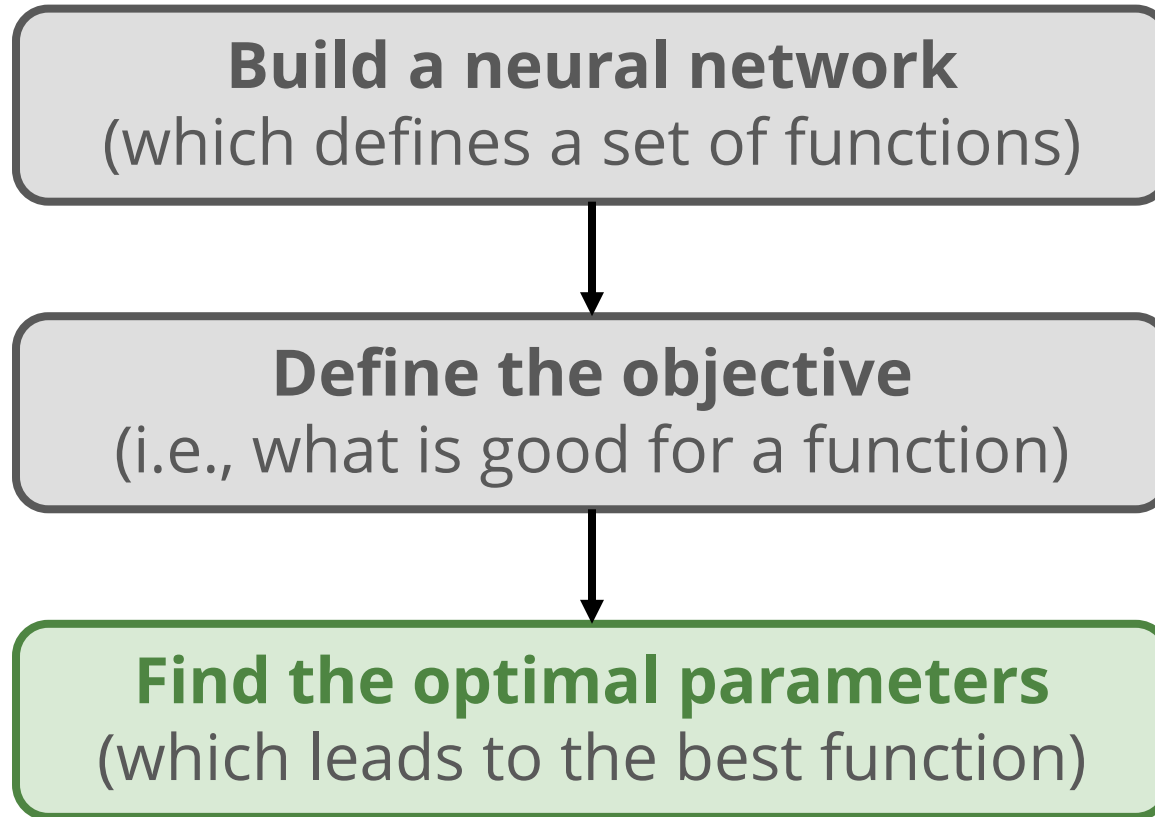 Build a neural network
(which defines a set of functions)
Define the objective
(i.e., what is good for a function)
Find the optimal parameters
(which leads to the best function)